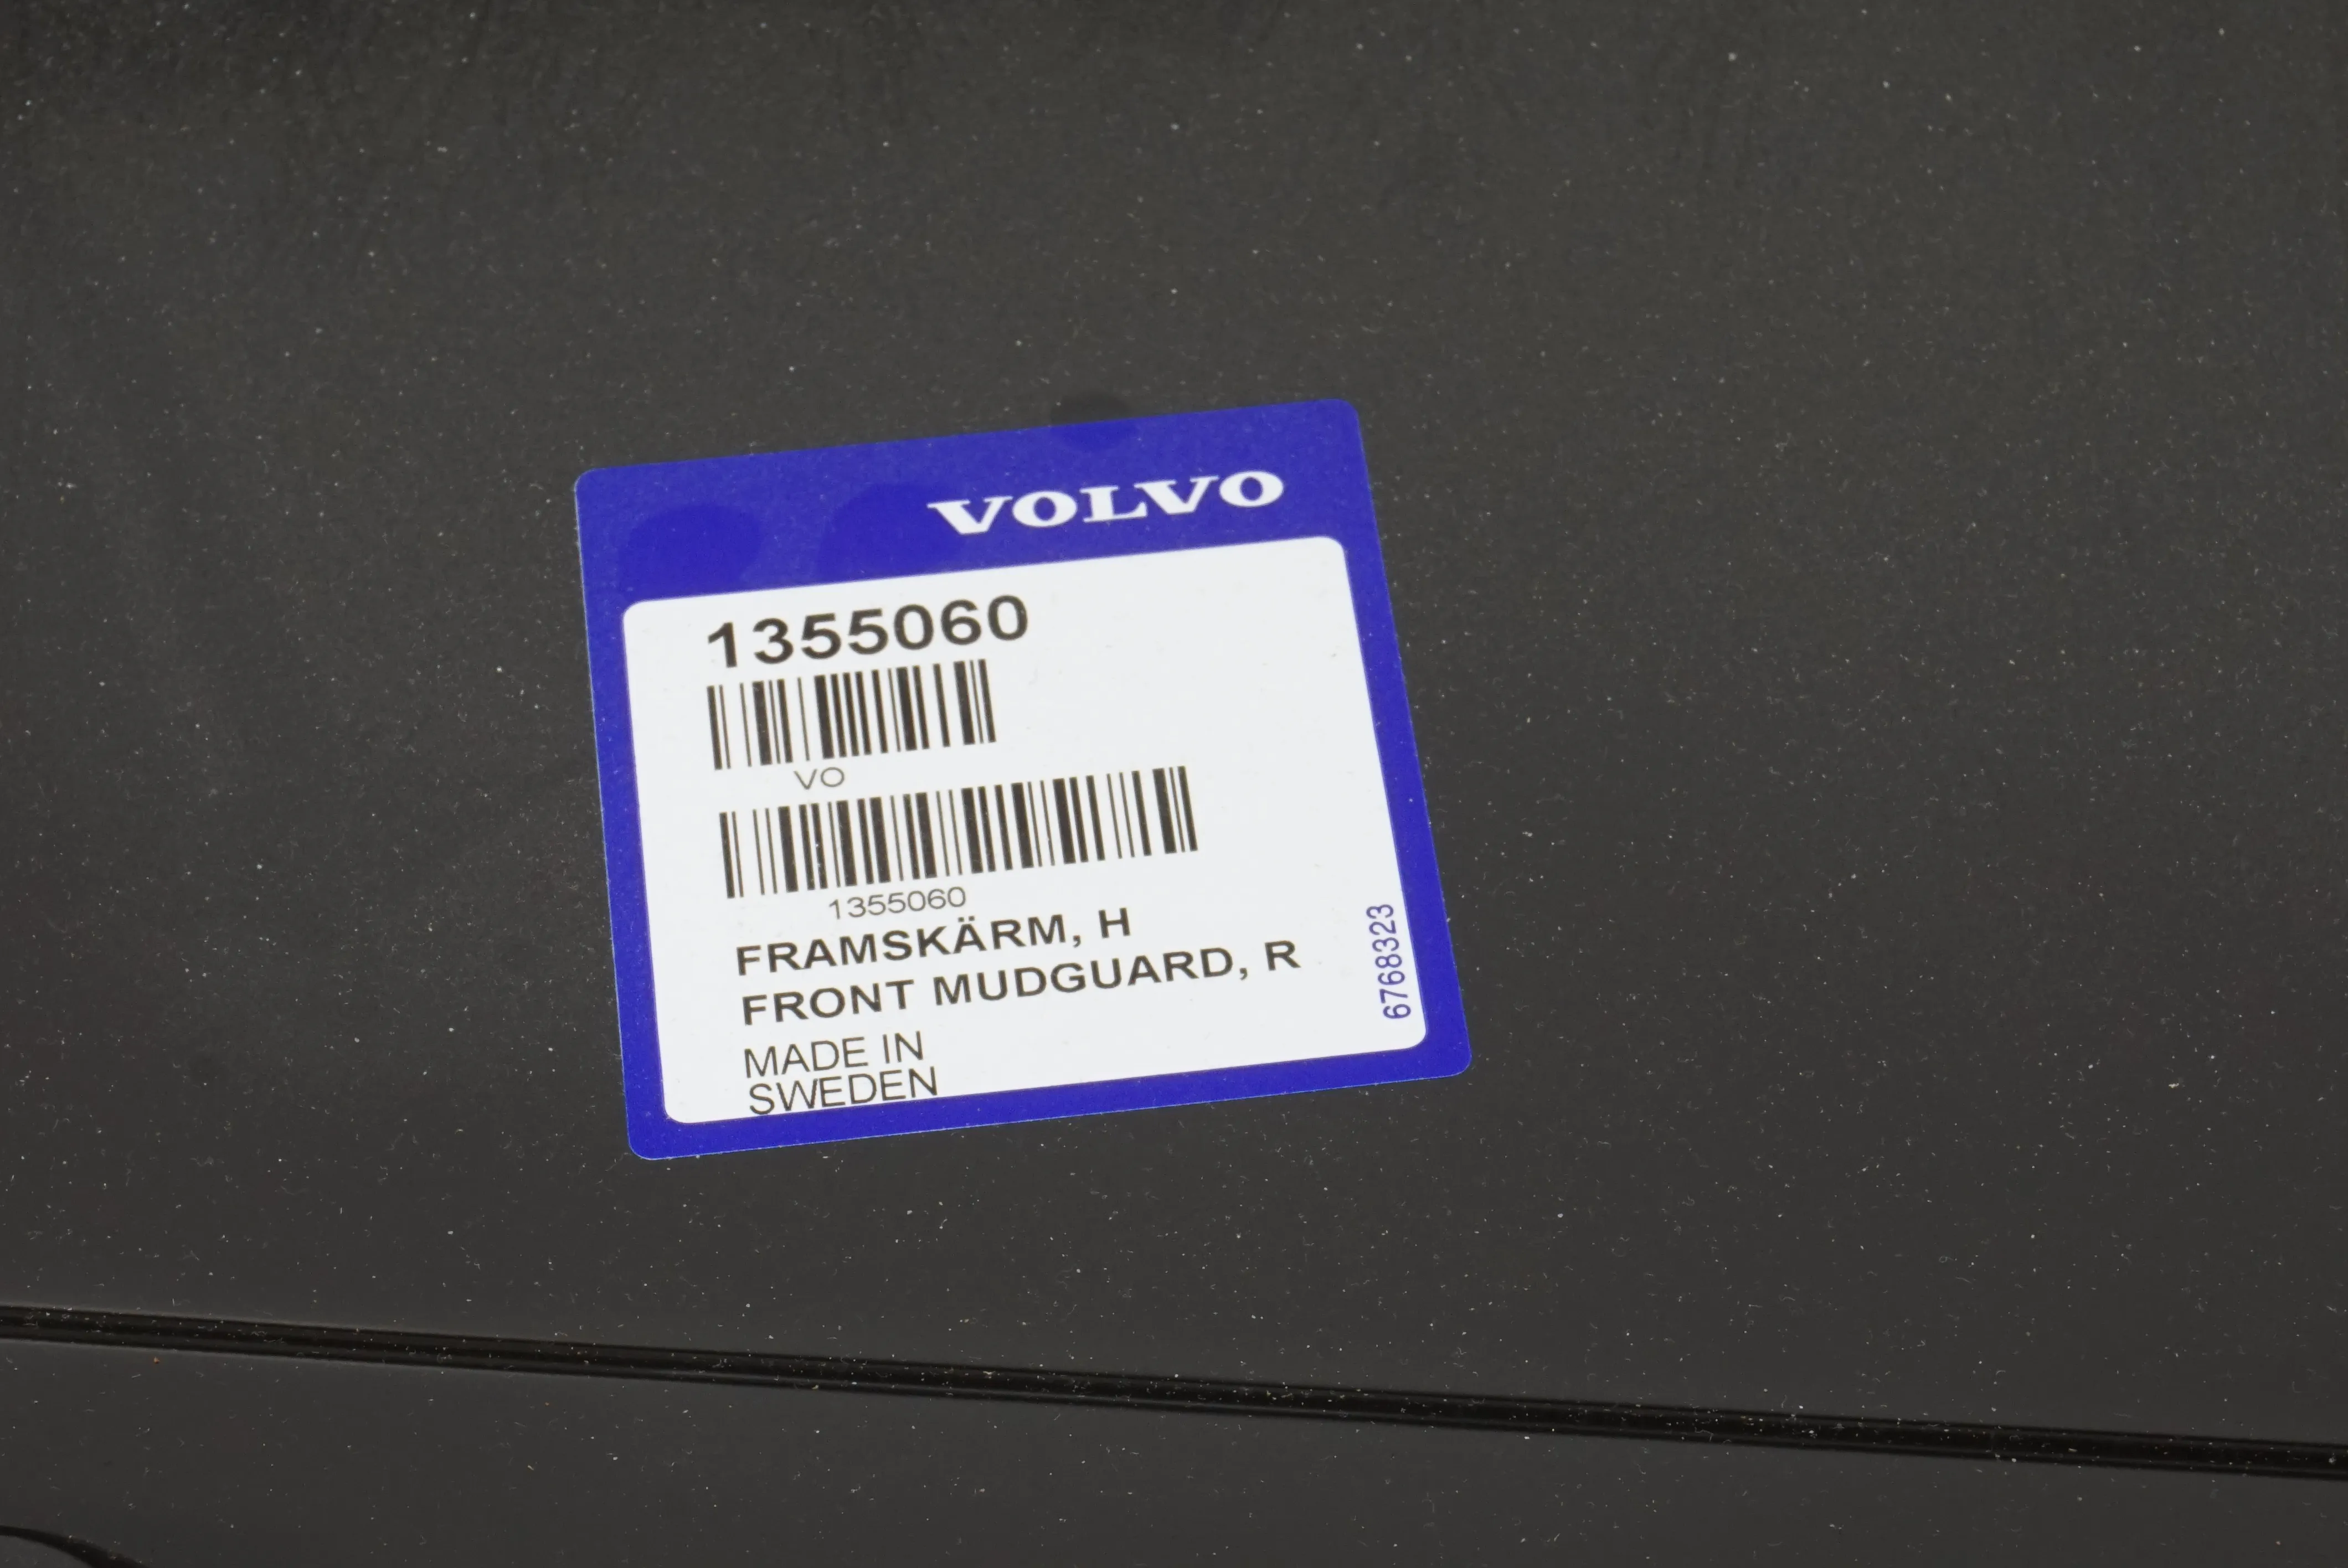 VOLVO
1355060
VO
1355060
FRAMSKÄRM, H
FRONT MUDGUARD, R
MADE IN
SWEDEN
6768323